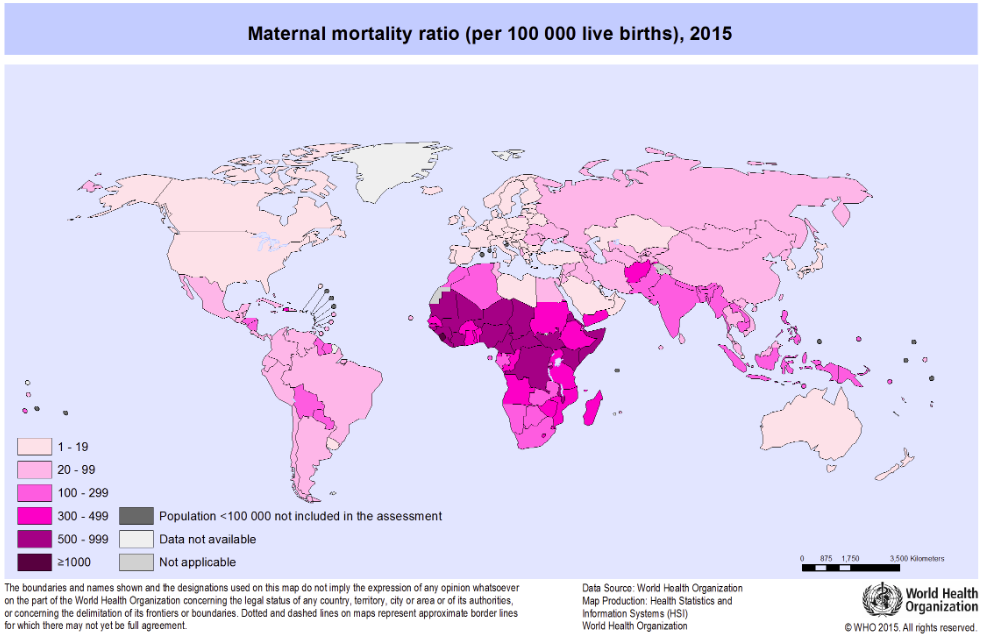 Maternal mortality ratio (per 100 000 live births), 2015
1 - 19
20 - 99
100 - 299
300 - 499
500 - 999
≥1000
Population <100 000 not included in the assessment
Data not available
Not applicable
0 875 1,750 3,500 Kilometers
The boundaries and names shown and the designations used on this map do not imply the expression of any opinion whatsoever
on the part of the World Health Organization concerning the legal status of any country, territory, city or area or of its authorities,
or concerning the delimitation of its frontiers or boundaries. Dotted and dashed lines on maps represent approximate border lines
for which there may not yet be full agreement.
Data Source: World Health Organization
Map Production: Health Statistics and
Information Systems (HSI)
World Health Organization
World Health
Organization
© WHO 2015. All rights reserved.